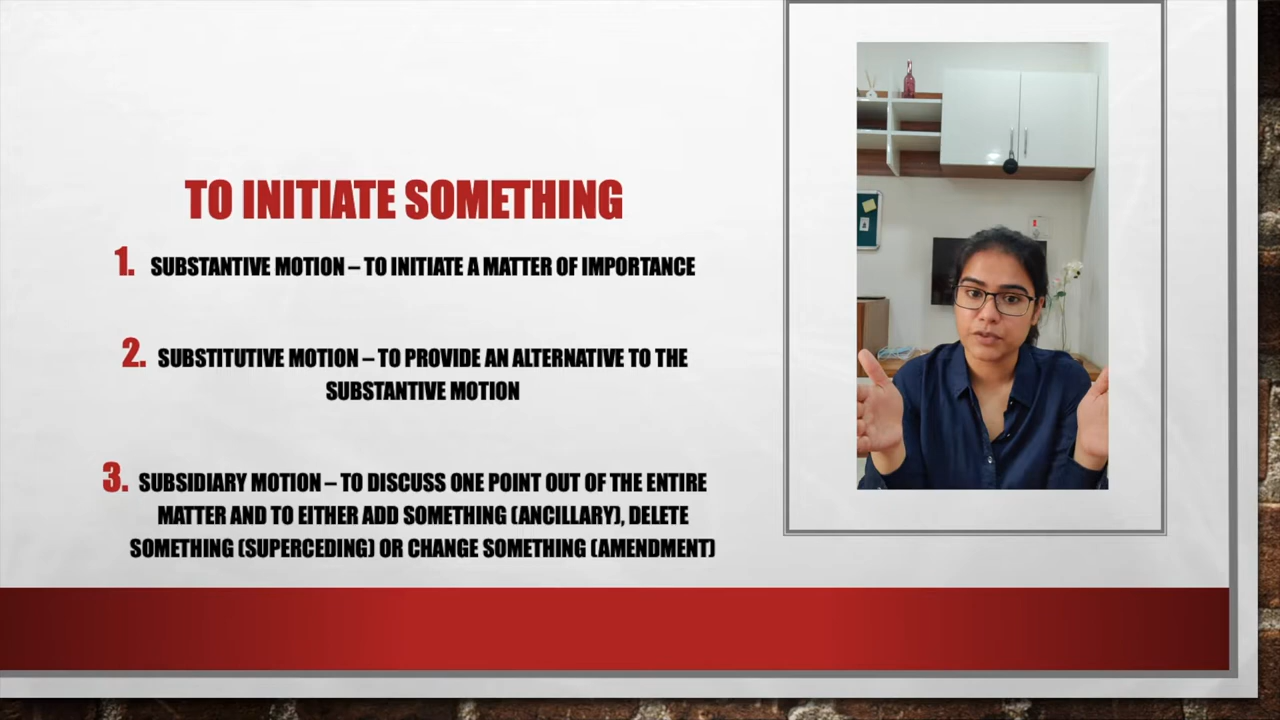 TO INITIATE SOMETHING
1. SUBSTANTIVE MOTION – TO INITIATE A MATTER OF IMPORTANCE
2. SUBSTITUTIVE MOTION – TO PROVIDE AN ALTERNATIVE TO THE
SUBSTANTIVE MOTION
3. SUBSIDIARY MOTION – TO DISCUSS ONE POINT OUT OF THE ENTIRE
MATTER AND TO EITHER ADD SOMETHING (ANCILLARY), DELETE
SOMETHING (SUPERCEDING) OR CHANGE SOMETHING (AMENDMENT)